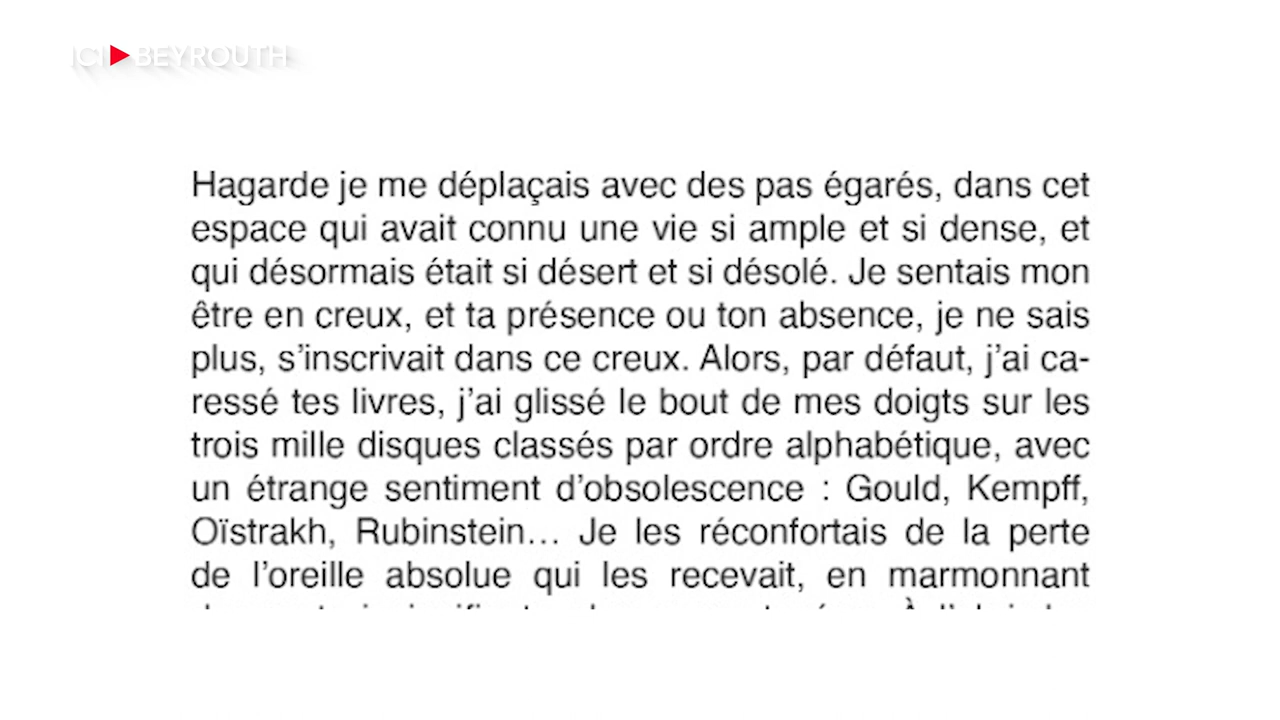 ICI BEYROUTH
Hagarde je me déplaçais avec des pas égarés, dans cet
espace qui avait connu une vie si ample et si dense, et
qui désormais était si désert et si désolé. Je sentais mon
être en creux, et ta présence ou ton absence, je ne sais
plus, s’inscrivait dans ce creux. Alors, par défaut, j’ai ca-
ressé tes livres, j’ai glissé le bout de mes doigts sur les
trois mille disques classés par ordre alphabétique, avec
un étrange sentiment d’obsolescence : Gould, Kempff,
Oïstrakh, Rubinstein… Je les réconfortais de la perte
de l’oreille absolue qui les recevait, en marmonnant